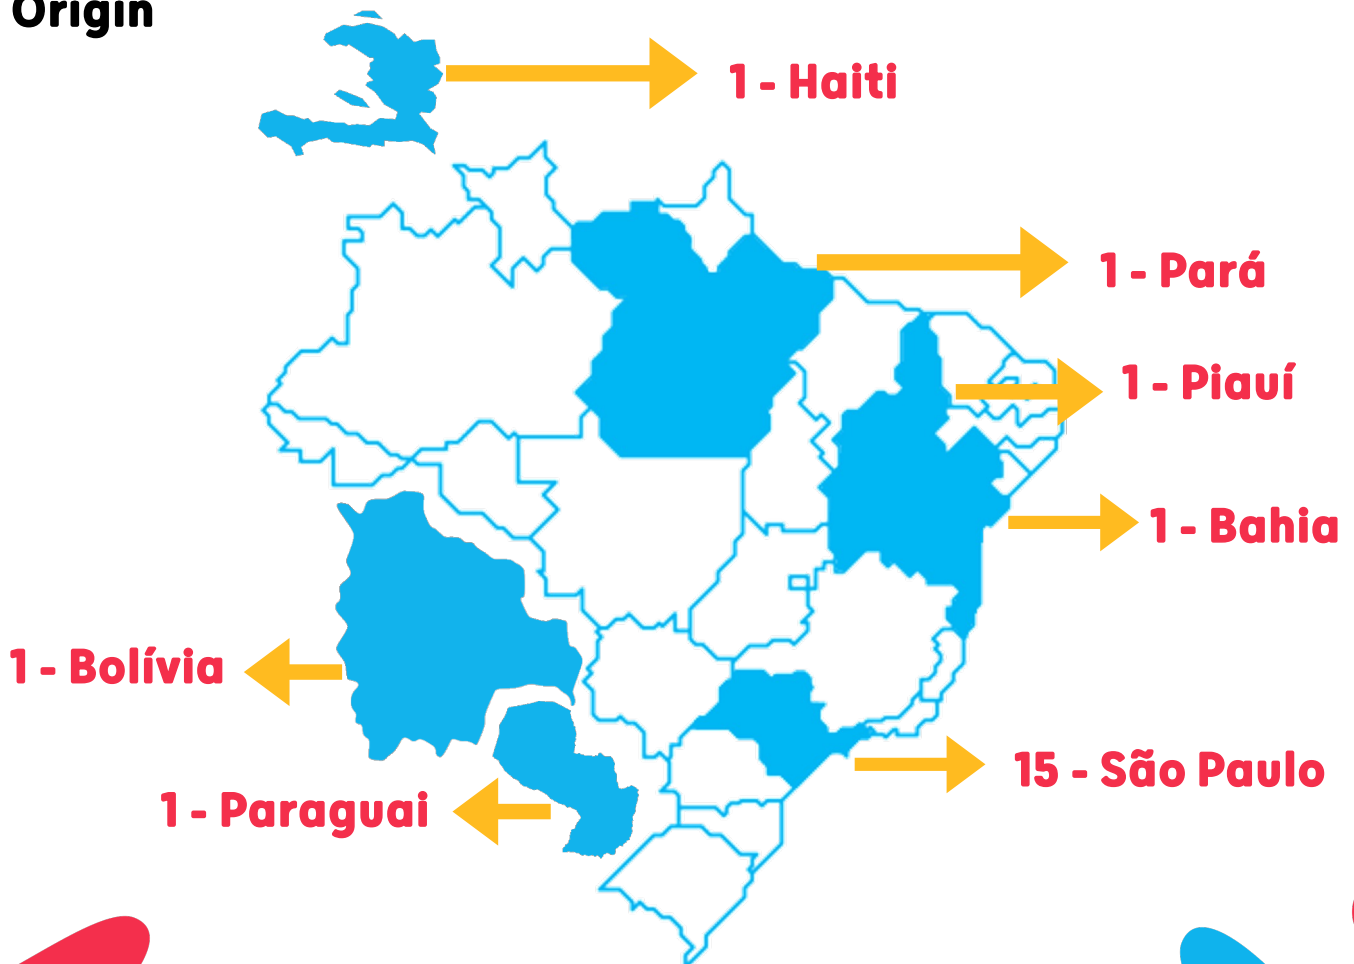 Origin
1 - Haiti
1 - Pará
1 - Piauí
1 - Bahia
1 - Bolívia
15 - São Paulo
1 - Paraguai